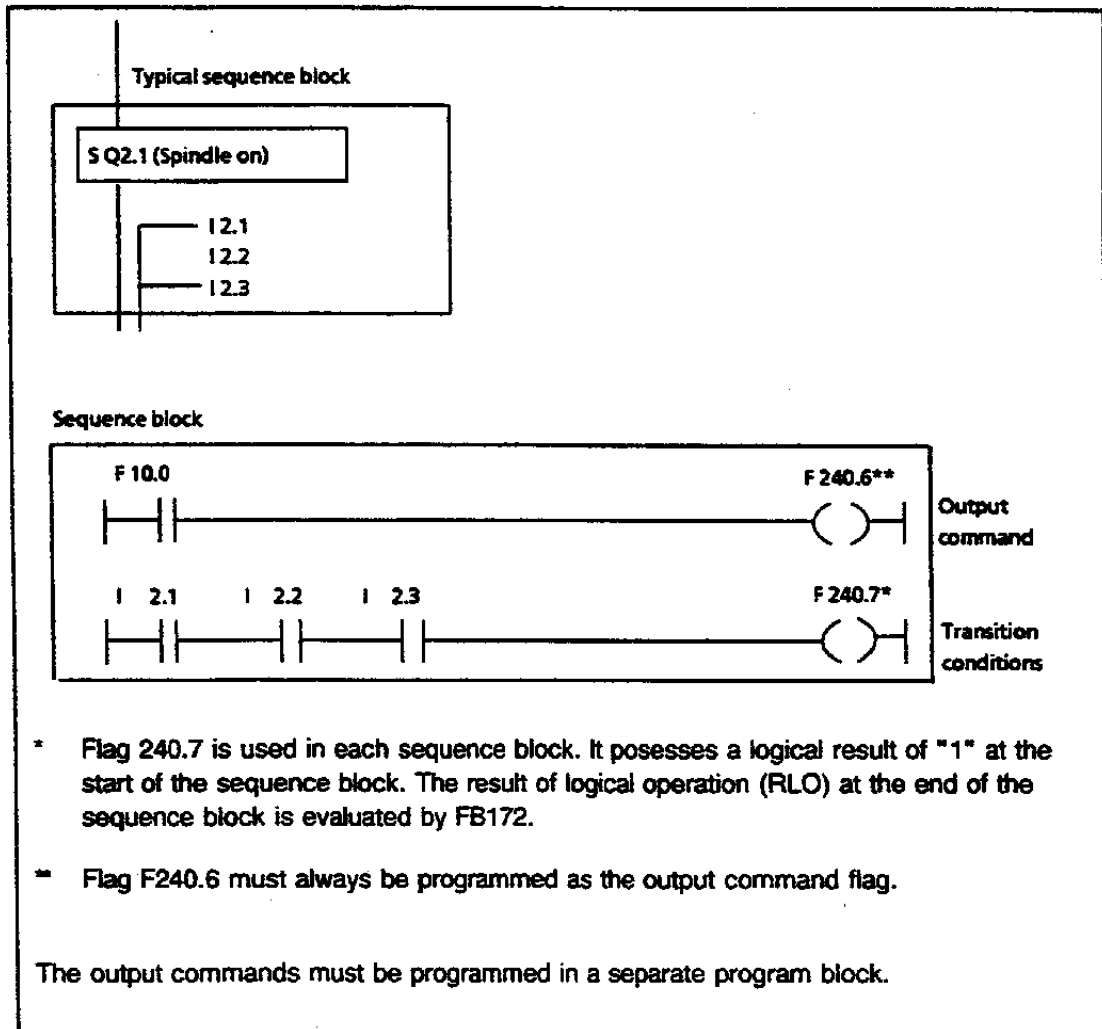 Typical sequence block
S Q2.1 (Spindle on)
I 2.1
I 2.2
I 2.3
Sequence block
F 10.0 F 240.6**
Output
command
I 2.1 I 2.2 I 2.3 F 240.7*
Transition
conditions
* Flag 240.7 is used in each sequence block. It posesses a logical result of "1" at the
start of the sequence block. The result of logical operation (RLO) at the end of the
sequence block is evaluated by FB172.
** Flag F240.6 must always be programmed as the output command flag.
The output commands must be programmed in a separate program block.